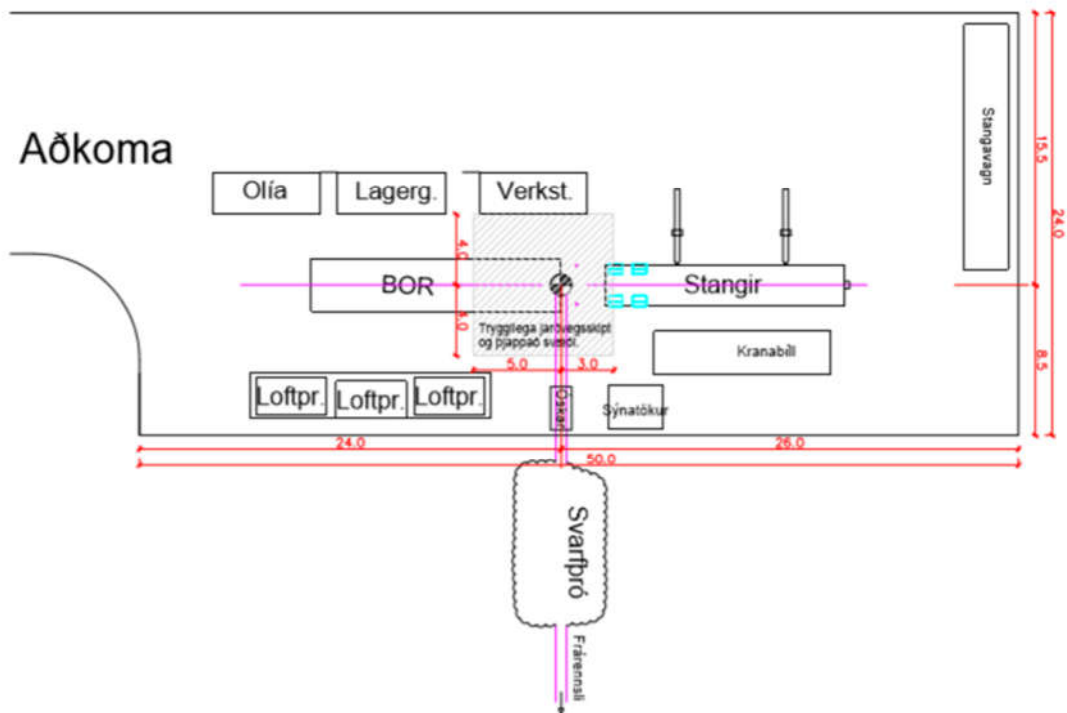 Aðkoma
Stangavagn
15.5
24.0
Olía
Lagerg.
Verkst.
4.0
BOR
Stangir
4.0
Tryggilega jarðvegsskipt
og þjappað svæði.
Kranabíll
5.0
3.0
8.5
Loftpr.
Loftpr.
Loftpr.
Sýnatökur
24.0
26.0
50.0
Svarfþró
Frárennsli